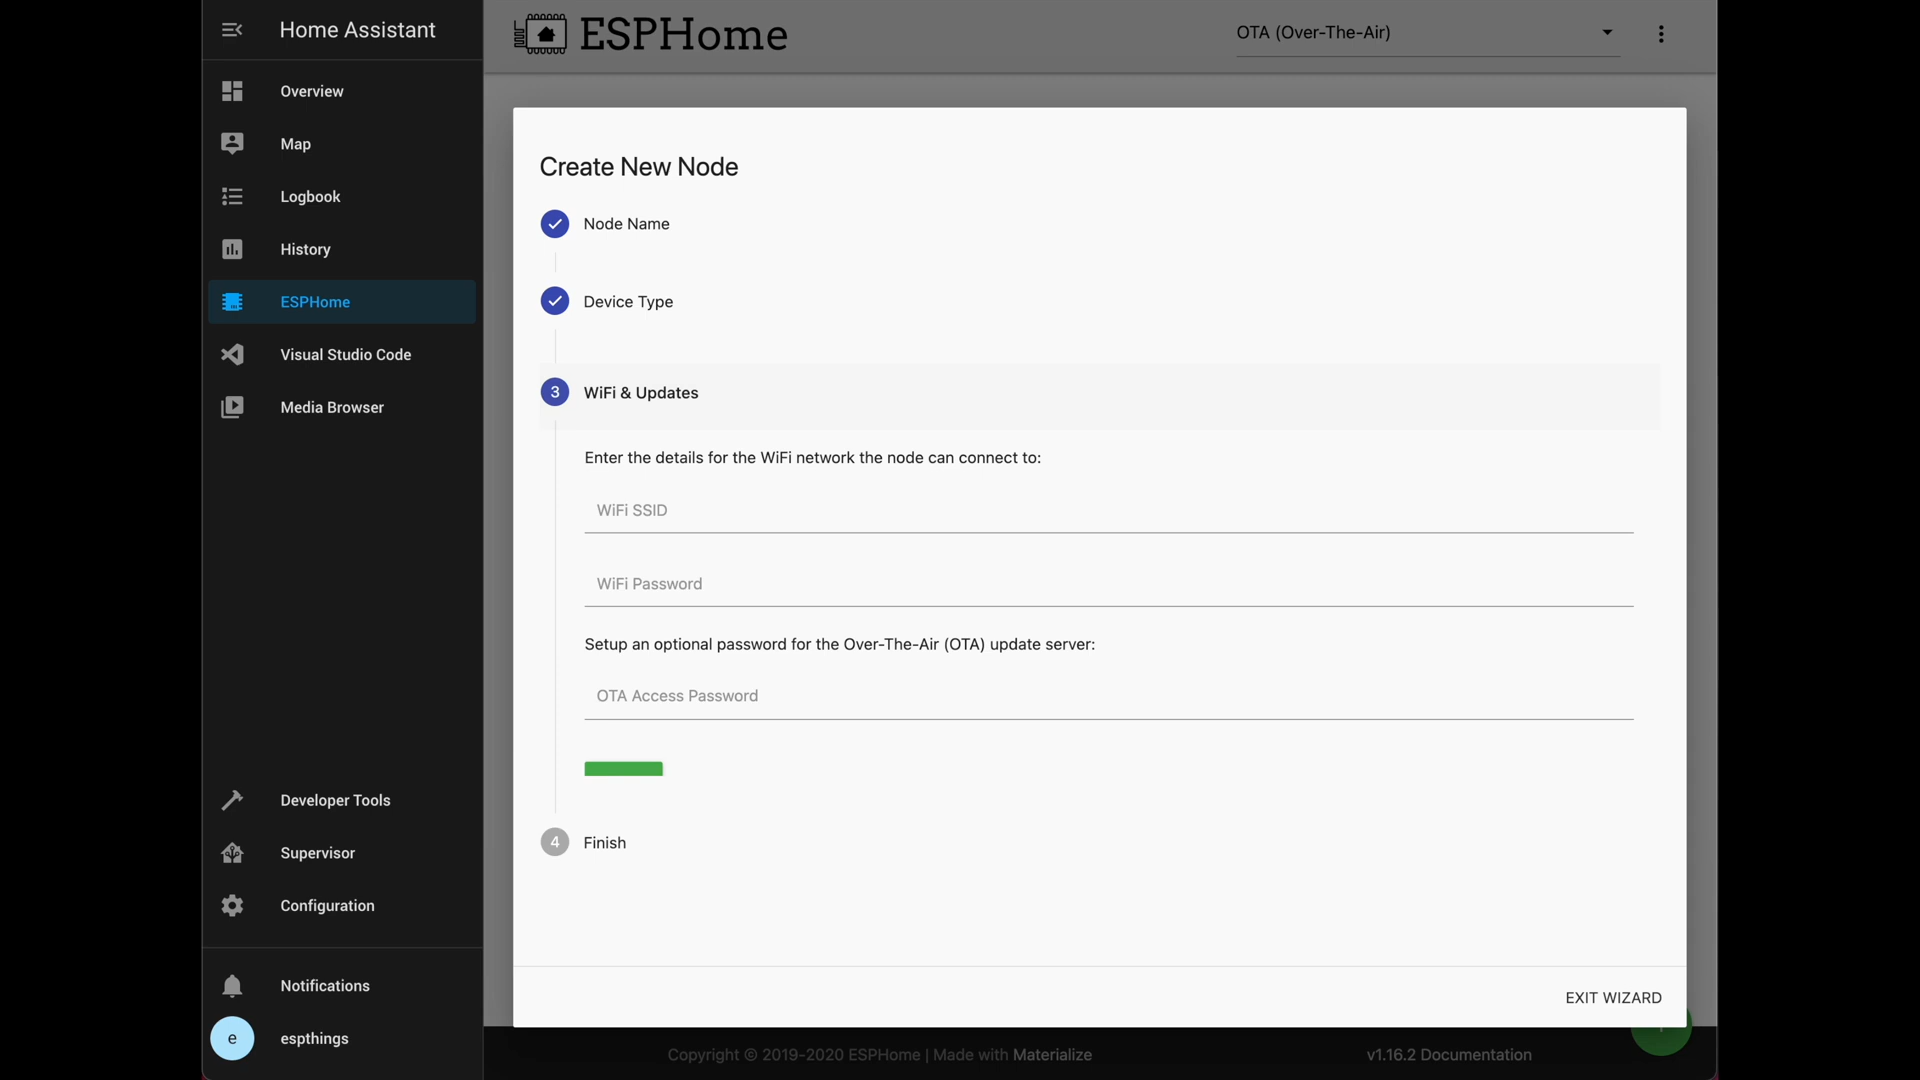 Home Assistant
Overview
Map
Logbook
History
ESPHome
Visual Studio Code
Media Browser
Developer Tools
Supervisor
Configuration
Notifications
e
espthings
ESPHome
OTA (Over-The-Air)
Create New Node
Node Name
Device Type
3
WiFi & Updates
Enter the details for the WiFi network the node can connect to:
WiFi SSID
WiFi Password
Setup an optional password for the Over-The-Air (OTA) update server:
OTA Access Password
4
Finish
EXIT WIZARD
Copyright © 2019-2020 ESPHome | Made with Materialize
v1.16.2 Documentation